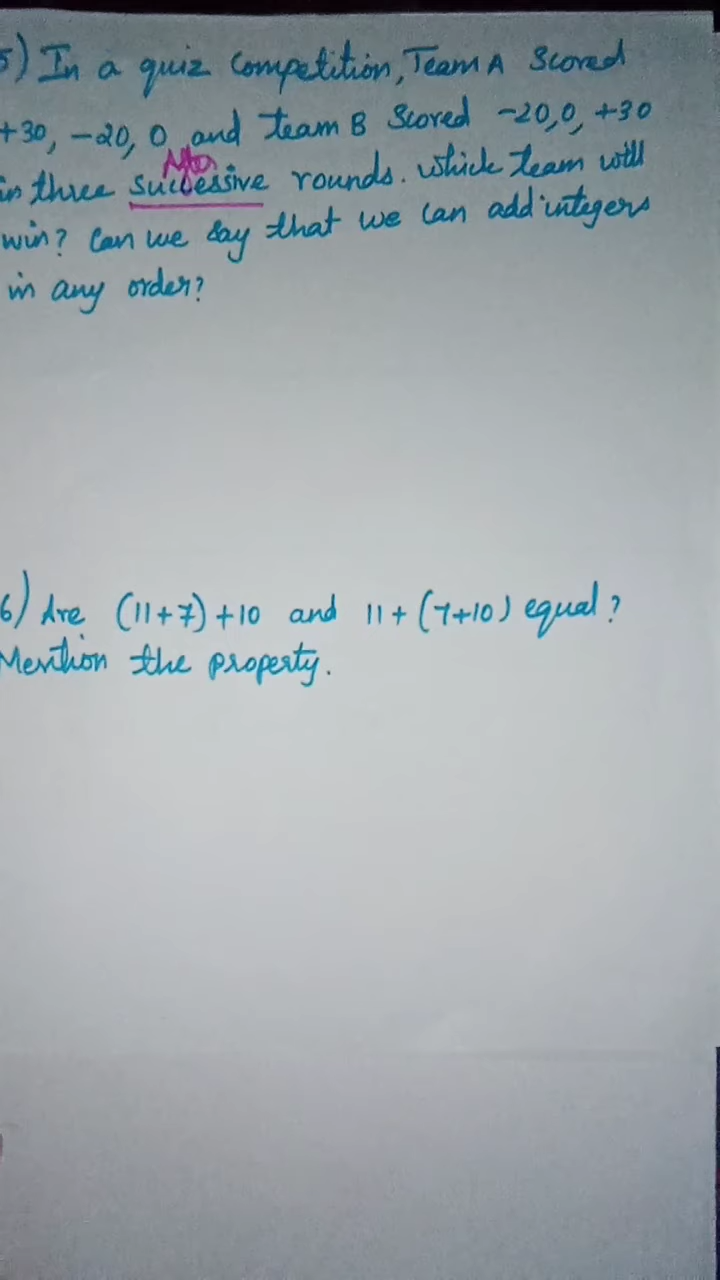 5) In a quiz competition, Team A Scored
+30, -20, 0 and team B Scored -20,0, +30
After
in three successive rounds. which team will
win? Can we say that we can add integers
in any order?
6) Are (11+7)+10 and 11+(7+10) equal?
Mention the property.